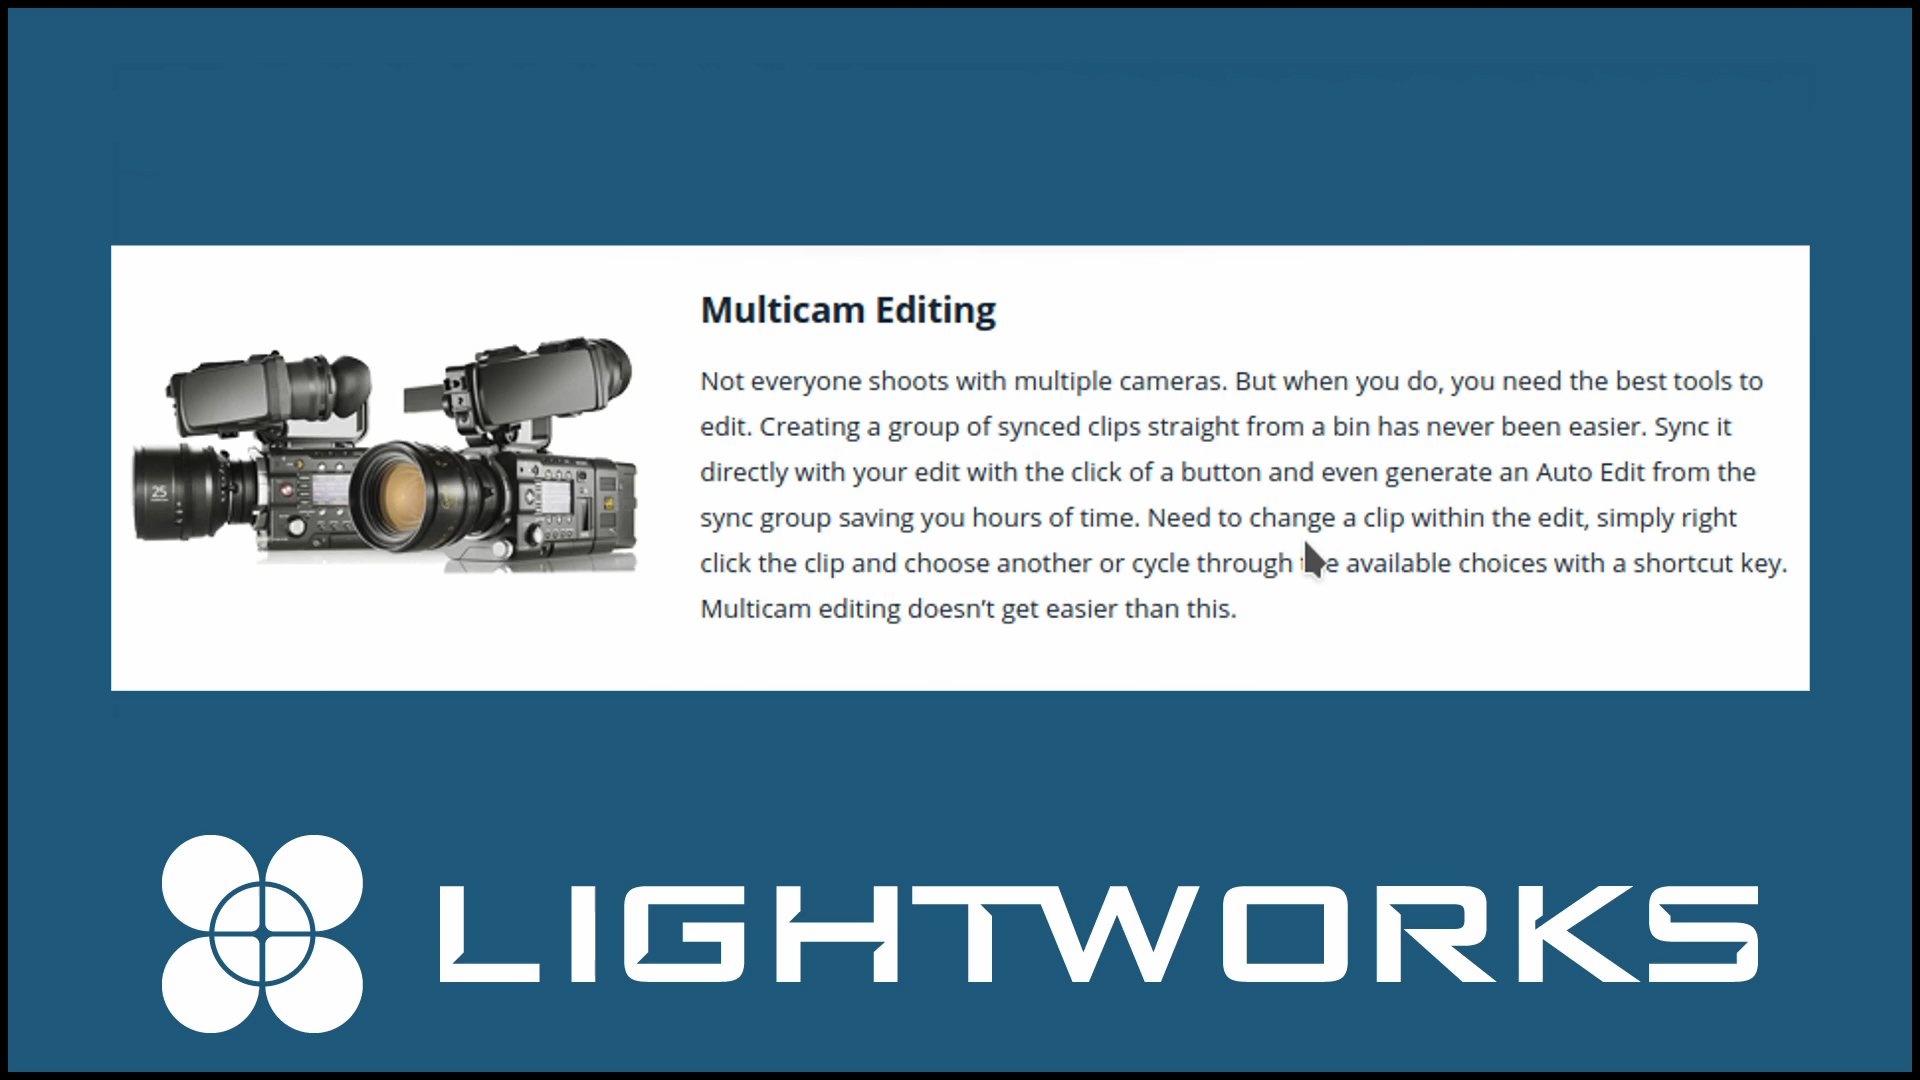 Multicam Editing
Not everyone shoots with multiple cameras. But when you do, you need the best tools to
edit. Creating a group of synced clips straight from a bin has never been easier. Sync it
directly with your edit with the click of a button and even generate an Auto Edit from the
sync group saving you hours of time. Need to change a clip within the edit, simply right
click the clip and choose another or cycle through the available choices with a shortcut key.
Multicam editing doesn’t get easier than this.
25
LIGHTWORKS